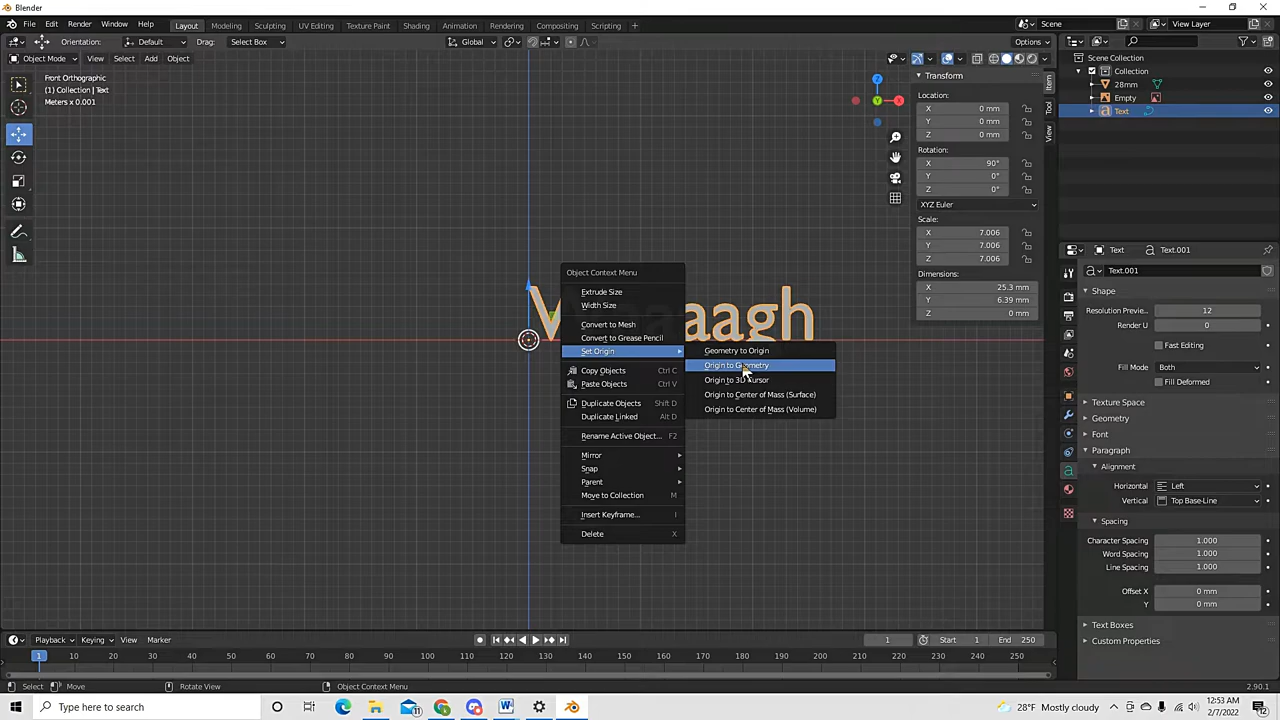 Blender
File Edit Render Window Help Layout Modeling Sculpting UV Editing Texture Paint Shading Animation Rendering Compositing Scripting + Scene View Layer
Orientation: Default Drag: Select Box Global Options
Object Mode View Select Add Object
Front Orthographic
(1) Collection | Text
Meters x 0.001
Z
Y
X
Transform
Location:
X 0 mm
Y 0 mm
Z 0 mm
Rotation:
X 90°
Y 0°
Z 0°
XYZ Euler
Scale:
X 7.006
Y 7.006
Z 7.006
Dimensions:
X 25.3 mm
Y 6.39 mm
Z 0 mm
Item
Tool
View
Scene Collection
Collection
28mm
Empty
Text
aagh
Object Context Menu
Extrude Size
Width Size
Convert to Mesh
Convert to Grease Pencil
Set Origin
Copy Objects Ctrl C
Paste Objects Ctrl V
Duplicate Objects Shift D
Duplicate Linked Alt D
Rename Active Object... F2
Mirror
Snap
Parent
Move to Collection M
Insert Keyframe... I
Delete X
Geometry to Origin
Origin to Geometry
Origin to 3D Cursor
Origin to Center of Mass (Surface)
Origin to Center of Mass (Volume)
Text Text.001
Text.001
Shape
Resolution Previe... 12
Render U 0
Fast Editing
Fill Mode Both
Fill Deformed
Texture Space
Geometry
Font
Paragraph
Alignment
Horizontal Left
Vertical Top Base-Line
Spacing
Character Spacing 1.000
Word Spacing 1.000
Line Spacing 1.000
Offset X 0 mm
Y 0 mm
Text Boxes
Custom Properties
Playback Keying View Marker 1 Start 1 End 250
1 10 20 30 40 50 60 70 80 90 100 110 120 130 140 150 160 170 180 190 200 210 220 230 240 250
Select Move Rotate View Object Context Menu 2.90.1
Type here to search 28°F Mostly cloudy 12:53 AM
2/7/2022